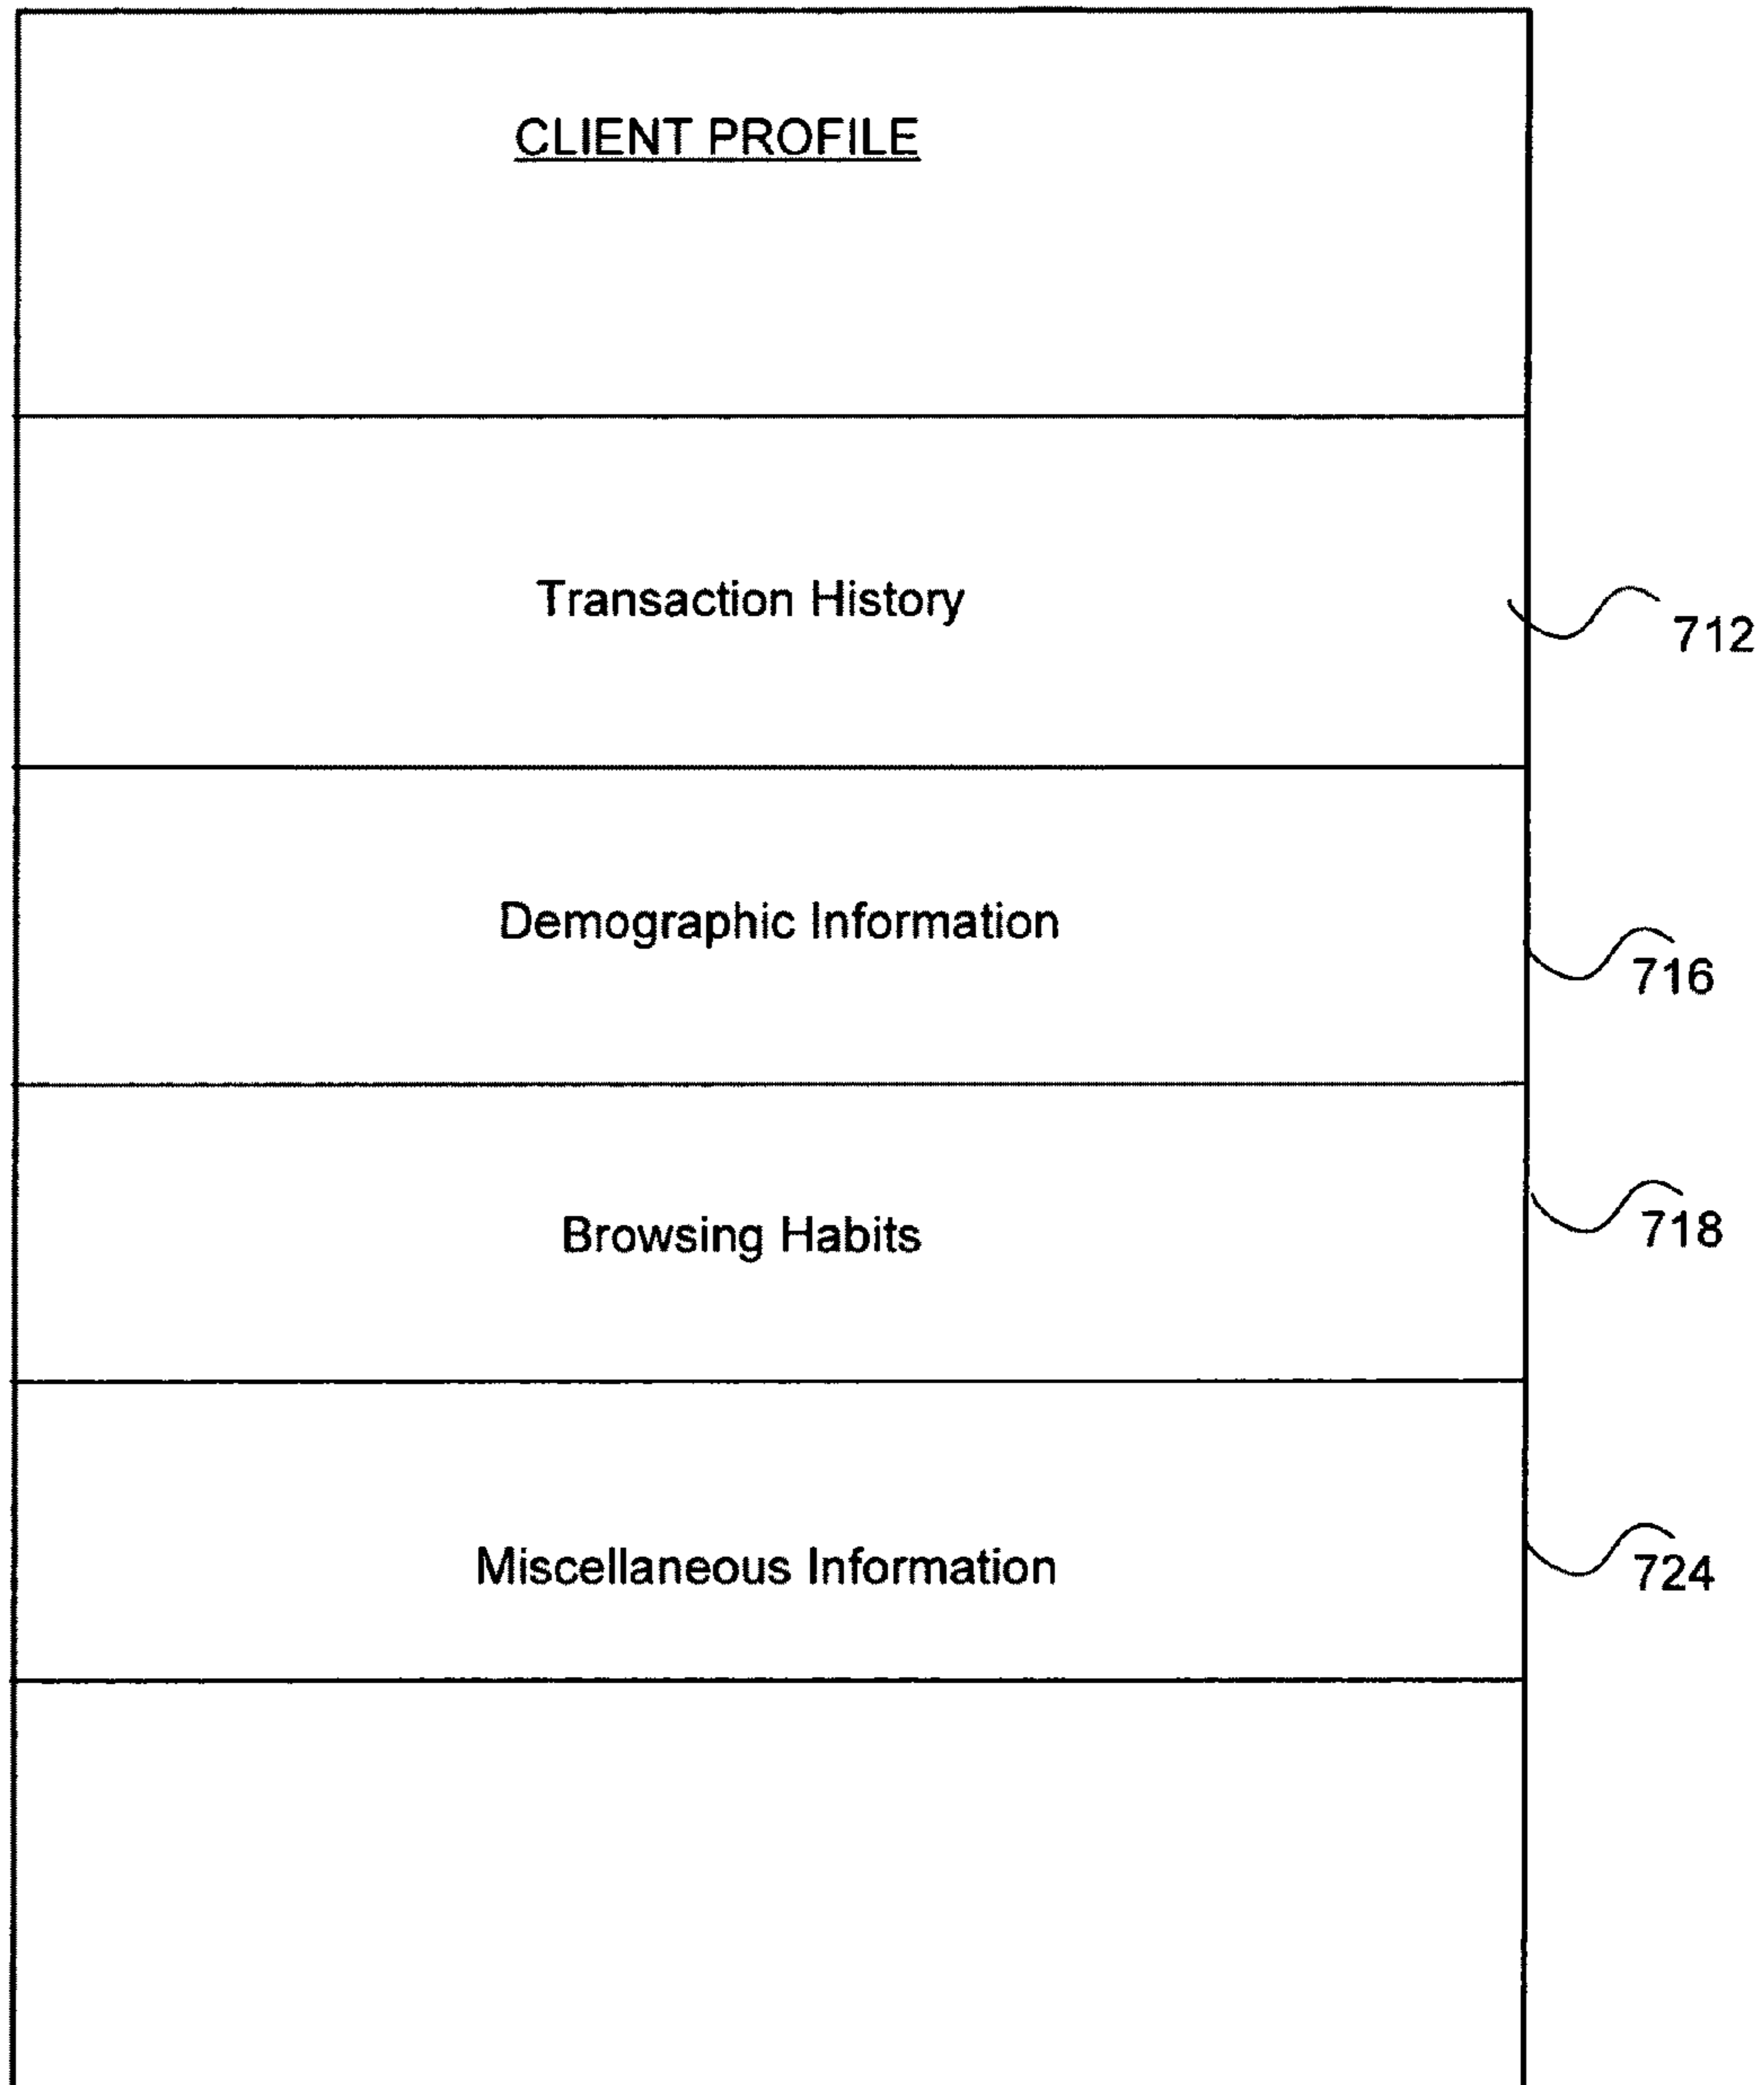 CLIENT PROFILE
Transaction History
712
Demographic Information
716
Browsing Habits
718
Miscellaneous Information
724